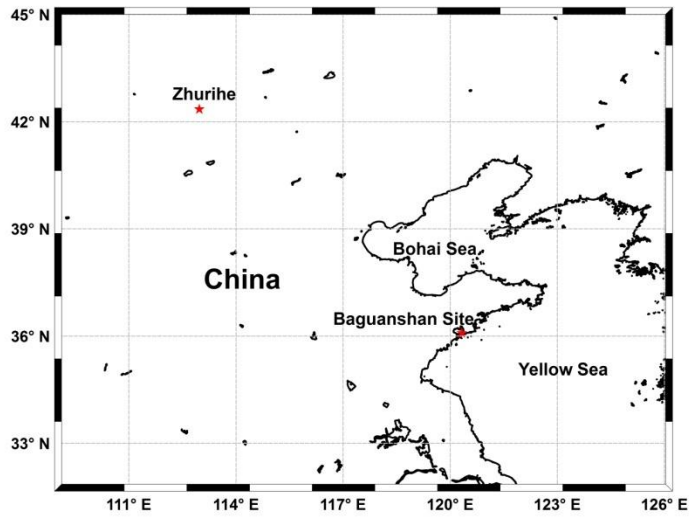 45° N
Zhurihe
42° N
39° N
Bohai Sea
China
Baguanshan Site
36° N
Yellow Sea
33° N
111° E
114° E
117° E
120° E
123° E
126° E